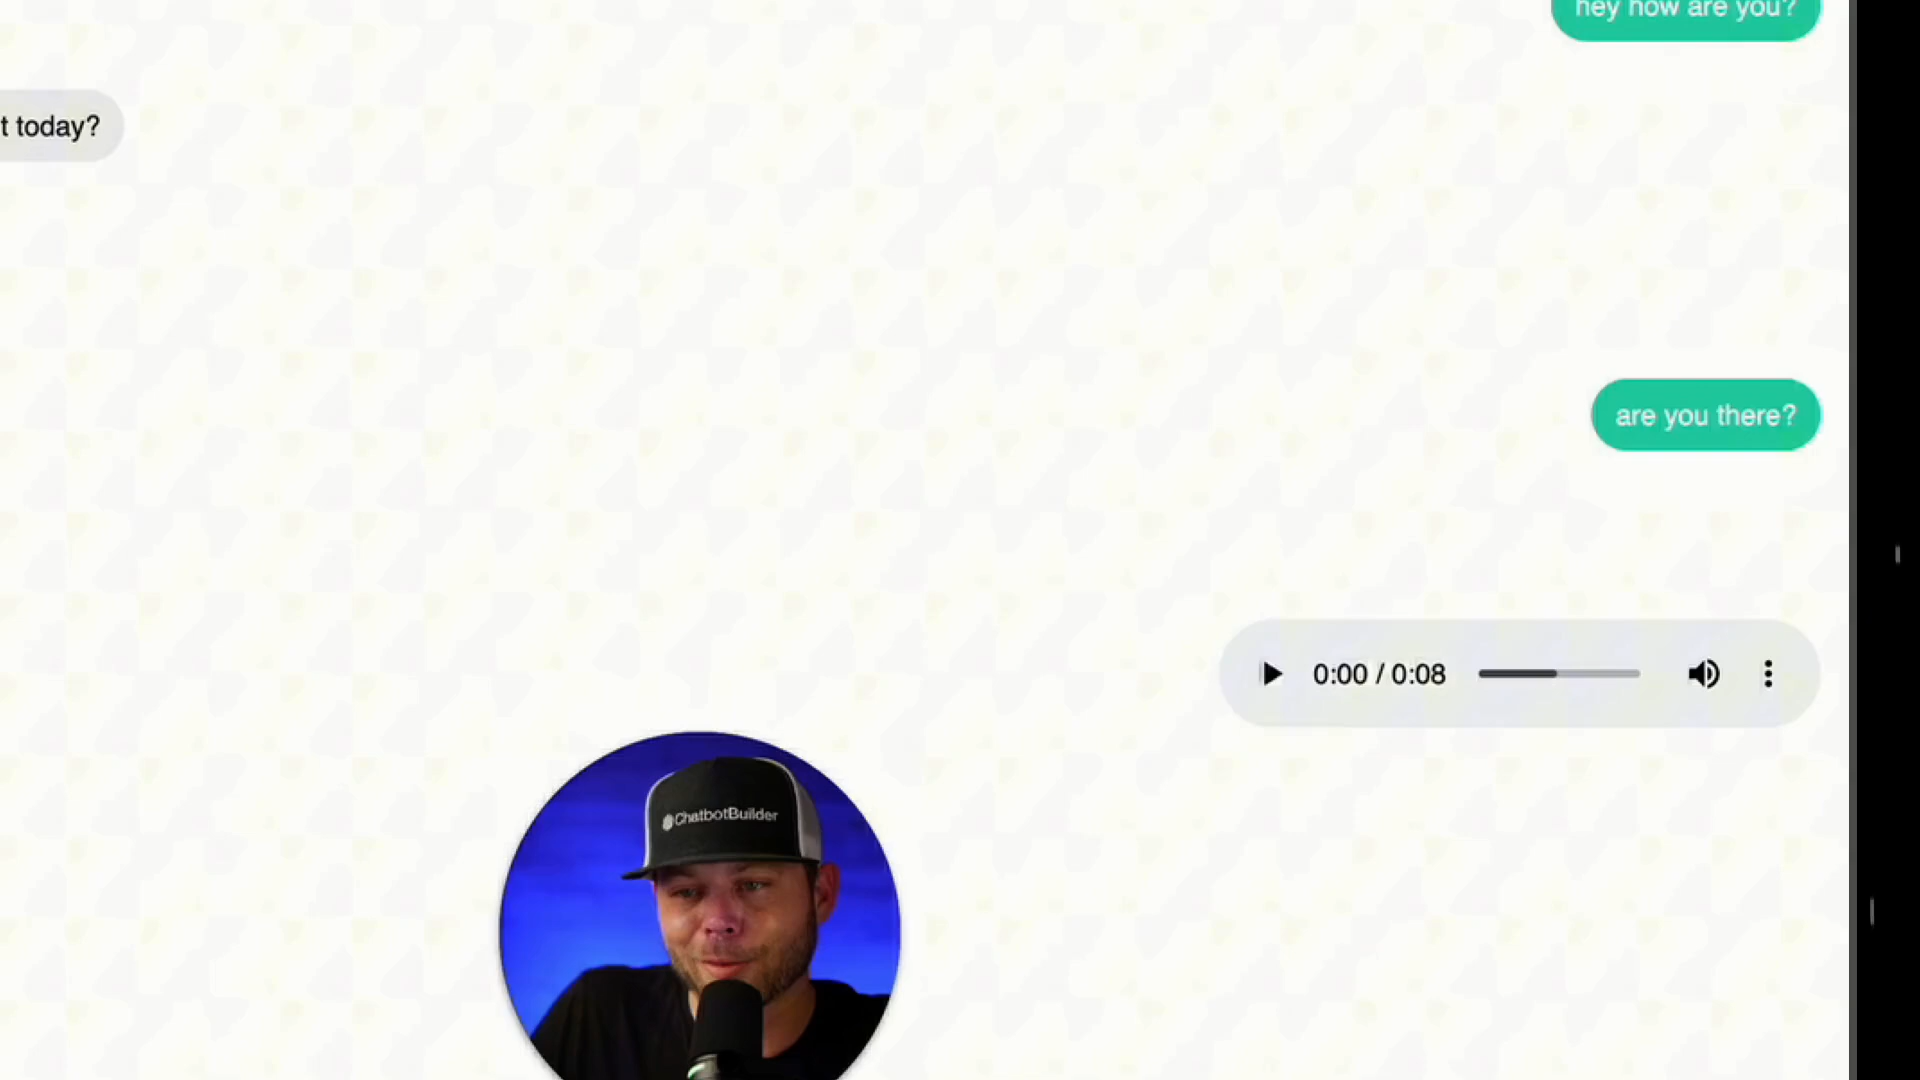 hey how are you?
t today?
are you there?
0:00 / 0:08
ChatbotBuilder